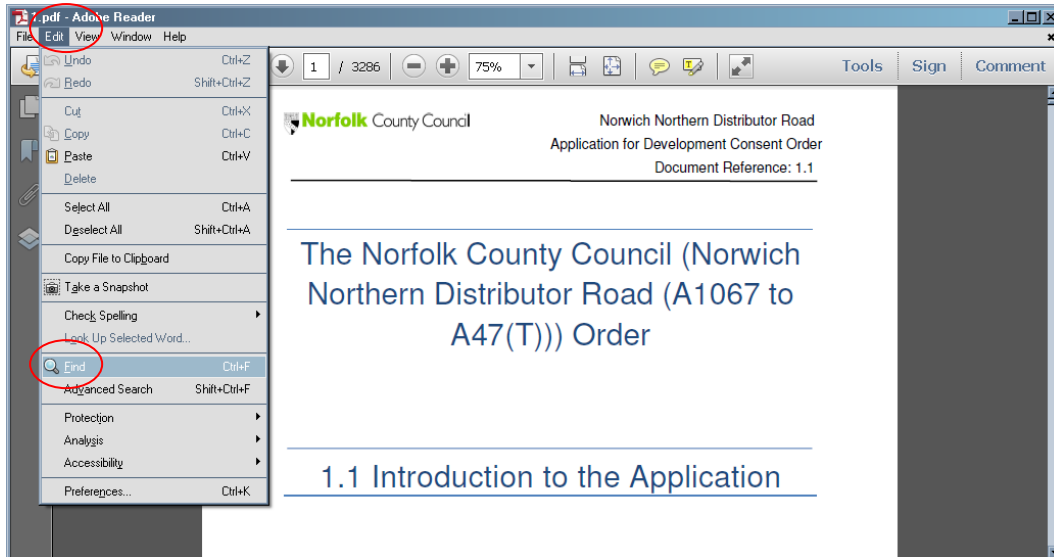 1.pdf - Adobe Reader
File Edit View Window Help
Undo Ctrl+Z
Redo Shift+Ctrl+Z
Cut Ctrl+X
Copy Ctrl+C
Paste Ctrl+V
Delete
Select All Ctrl+A
Deselect All Shift+Ctrl+A
Copy File to Clipboard
Take a Snapshot
Check Spelling
Look Up Selected Word...
Find Ctrl+F
Advanced Search Shift+Ctrl+F
Protection
Analysis
Accessibility
Preferences... Ctrl+K
1 / 3286 75% Tools Sign Comment
Norfolk County Council
Norwich Northern Distributor Road
Application for Development Consent Order
Document Reference: 1.1
The Norfolk County Council (Norwich
Northern Distributor Road (A1067 to
A47(T))) Order
1.1 Introduction to the Application